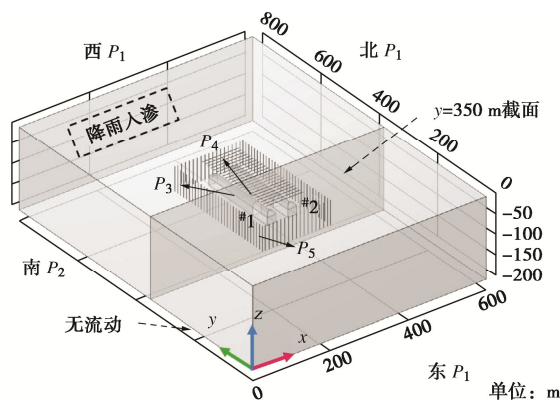 西 P₁
800
北 P₁
600
400
y=350 m截面
降雨入渗
200
P₄
0
P₃
-50
#1
#2
-100
P₅
-150
-200
南 P₂
无流动
y
z
x
600
400
200
0
东 P₁
单位：m